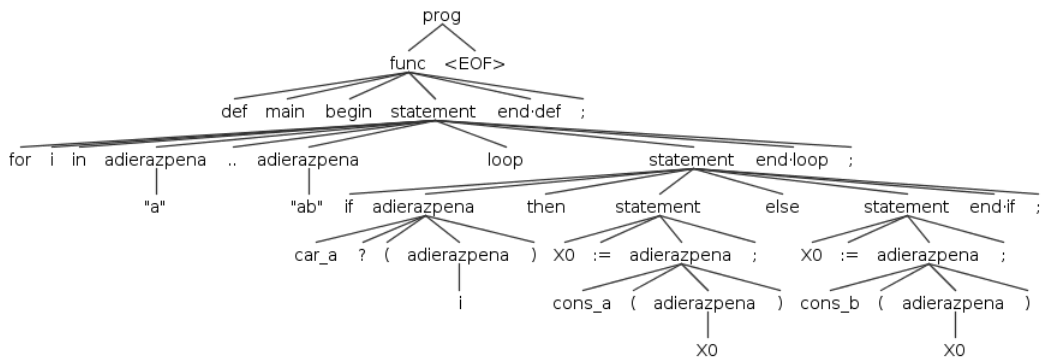 prog
func <EOF>
def main begin statement end·def ;
for i in adierazpena .. adierazpena loop statement end·loop ;
"a" "ab" if adierazpena then statement else statement end·if ;
car_a ? ( adierazpena ) X0 := adierazpena ; X0 := adierazpena ;
i cons_a ( adierazpena ) cons_b ( adierazpena )
X0 X0